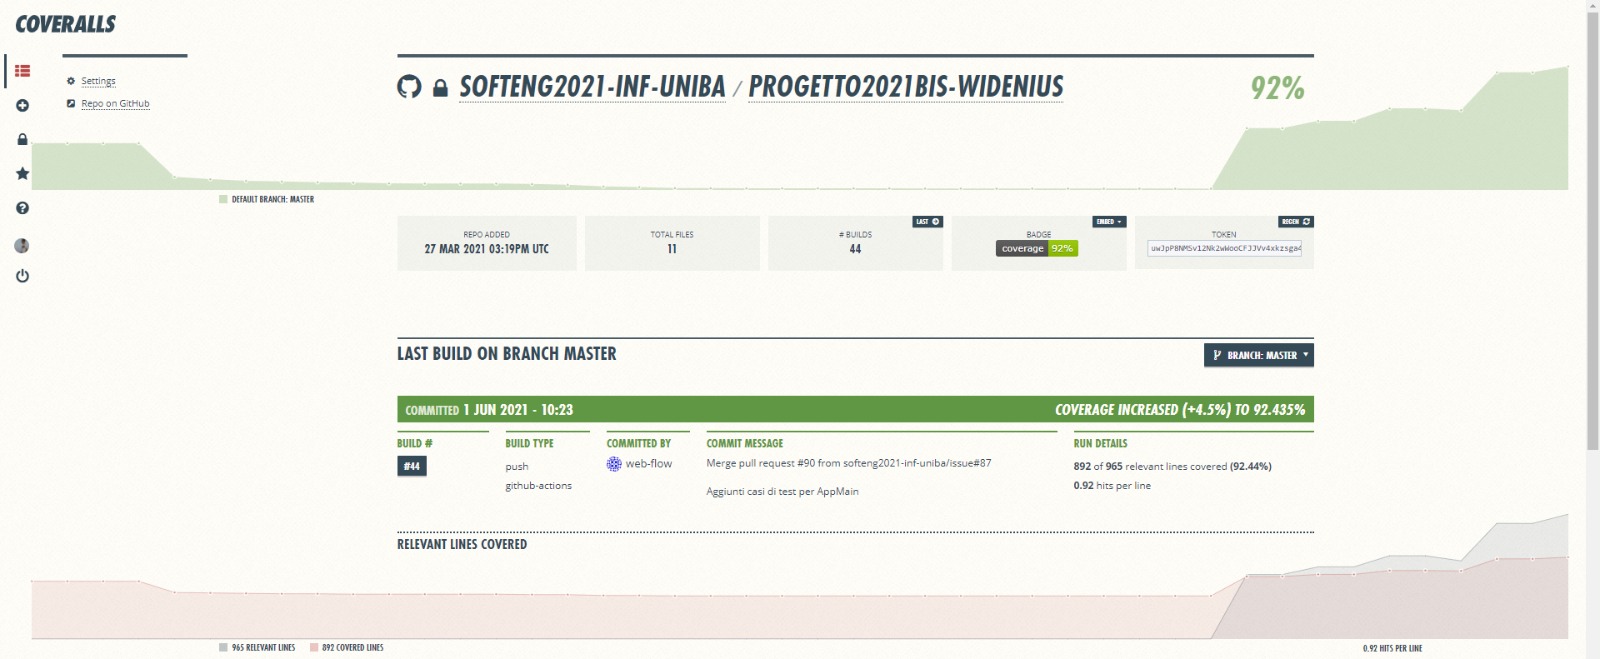 COVERALLS
Settings
Repo on GitHub
SOFTENG2021-INF-UNIBA / PROGETTO2021BIS-WIDENIUS
92%
DEFAULT BRANCH: MASTER
REPO ADDED
27 MAR 2021 03:19PM UTC
TOTAL FILES
11
LAST
# BUILDS
44
EMBED
BADGE
coverage 92%
REGEN
TOKEN
LAST BUILD ON BRANCH MASTER
BRANCH: MASTER
COMMITTED 1 JUN 2021 - 10:23
COVERAGE INCREASED (+4.5%) TO 92.435%
BUILD #
#44
BUILD TYPE
push
github-actions
COMMITTED BY
web-flow
COMMIT MESSAGE
Merge pull request #90 from softeng2021-inf-uniba/issue#87
Aggiunti casi di test per AppMain
RUN DETAILS
892 of 965 relevant lines covered (92.44%)
0.92 hits per line
RELEVANT LINES COVERED
965 RELEVANT LINES
892 COVERED LINES
0.92 HITS PER LINE